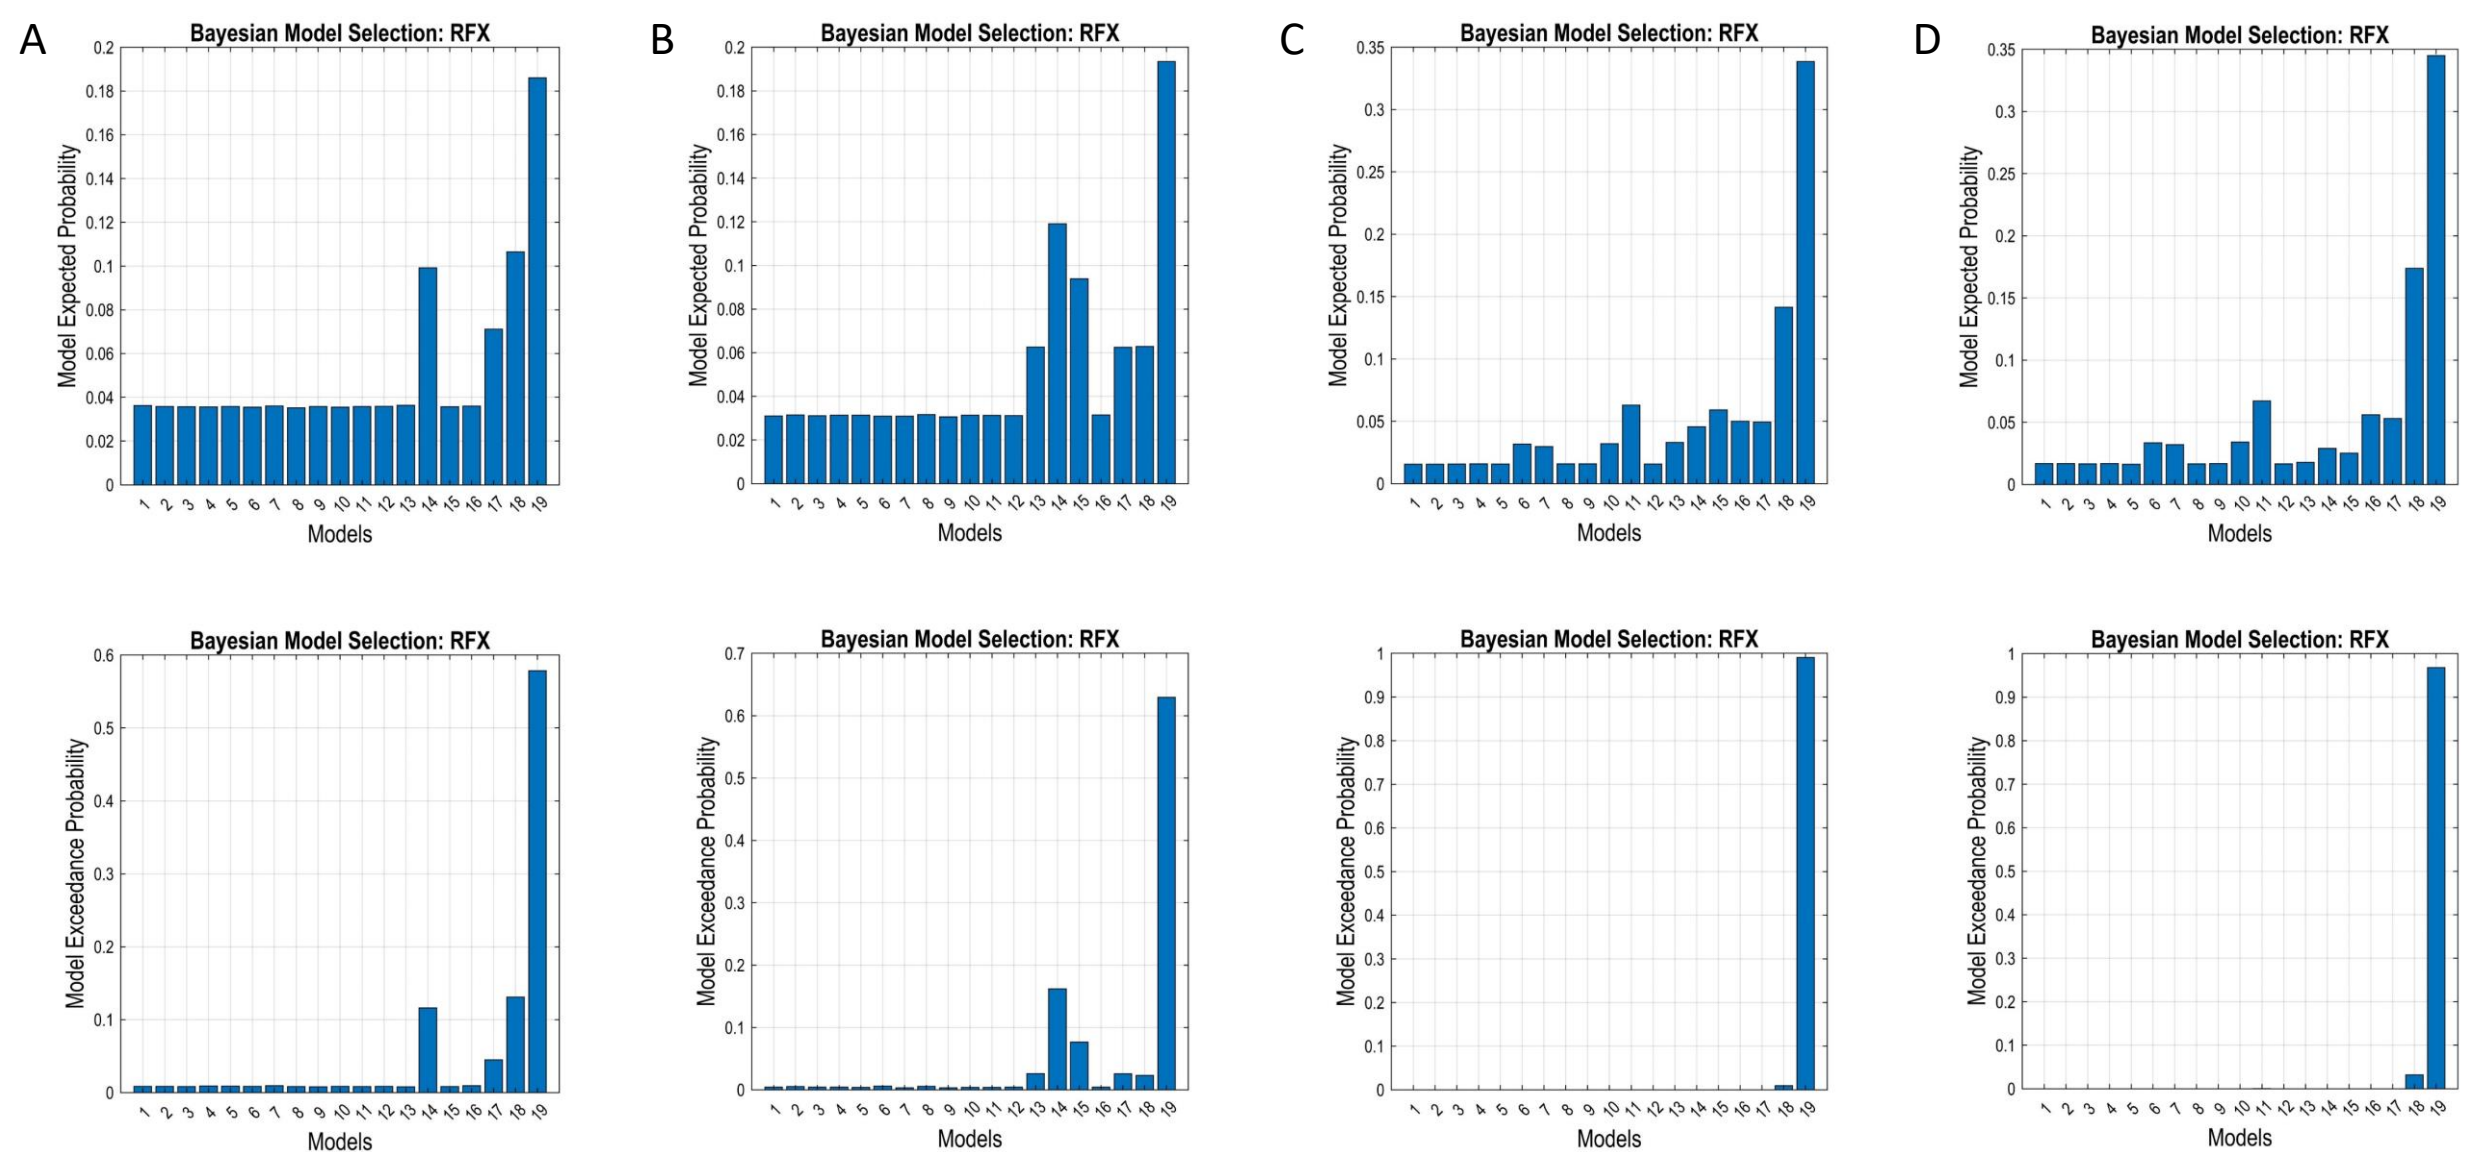 A
Bayesian Model Selection: RFX
Model Expected Probability
0.2
0.18
0.16
0.14
0.12
0.1
0.08
0.06
0.04
0.02
0
1 2 3 4 5 6 7 8 9 10 11 12 13 14 15 16 17 18 19
Models
B
Bayesian Model Selection: RFX
Model Expected Probability
0.2
0.18
0.16
0.14
0.12
0.1
0.08
0.06
0.04
0.02
0
1 2 3 4 5 6 7 8 9 10 11 12 13 14 15 16 17 18 19
Models
C
Bayesian Model Selection: RFX
Model Expected Probability
0.35
0.3
0.25
0.2
0.15
0.1
0.05
0
1 2 3 4 5 6 7 8 9 10 11 12 13 14 15 16 17 18 19
Models
D
Bayesian Model Selection: RFX
Model Expected Probability
0.35
0.3
0.25
0.2
0.15
0.1
0.05
0
1 2 3 4 5 6 7 8 9 10 11 12 13 14 15 16 17 18 19
Models
Bayesian Model Selection: RFX
Model Exceedance Probability
0.6
0.5
0.4
0.3
0.2
0.1
0
1 2 3 4 5 6 7 8 9 10 11 12 13 14 15 16 17 18 19
Models
Bayesian Model Selection: RFX
Model Exceedance Probability
0.7
0.6
0.5
0.4
0.3
0.2
0.1
0
1 2 3 4 5 6 7 8 9 10 11 12 13 14 15 16 17 18 19
Models
Bayesian Model Selection: RFX
Model Exceedance Probability
1
0.9
0.8
0.7
0.6
0.5
0.4
0.3
0.2
0.1
0
1 2 3 4 5 6 7 8 9 10 11 12 13 14 15 16 17 18 19
Models
Bayesian Model Selection: RFX
Model Exceedance Probability
1
0.9
0.8
0.7
0.6
0.5
0.4
0.3
0.2
0.1
0
1 2 3 4 5 6 7 8 9 10 11 12 13 14 15 16 17 18 19
Models